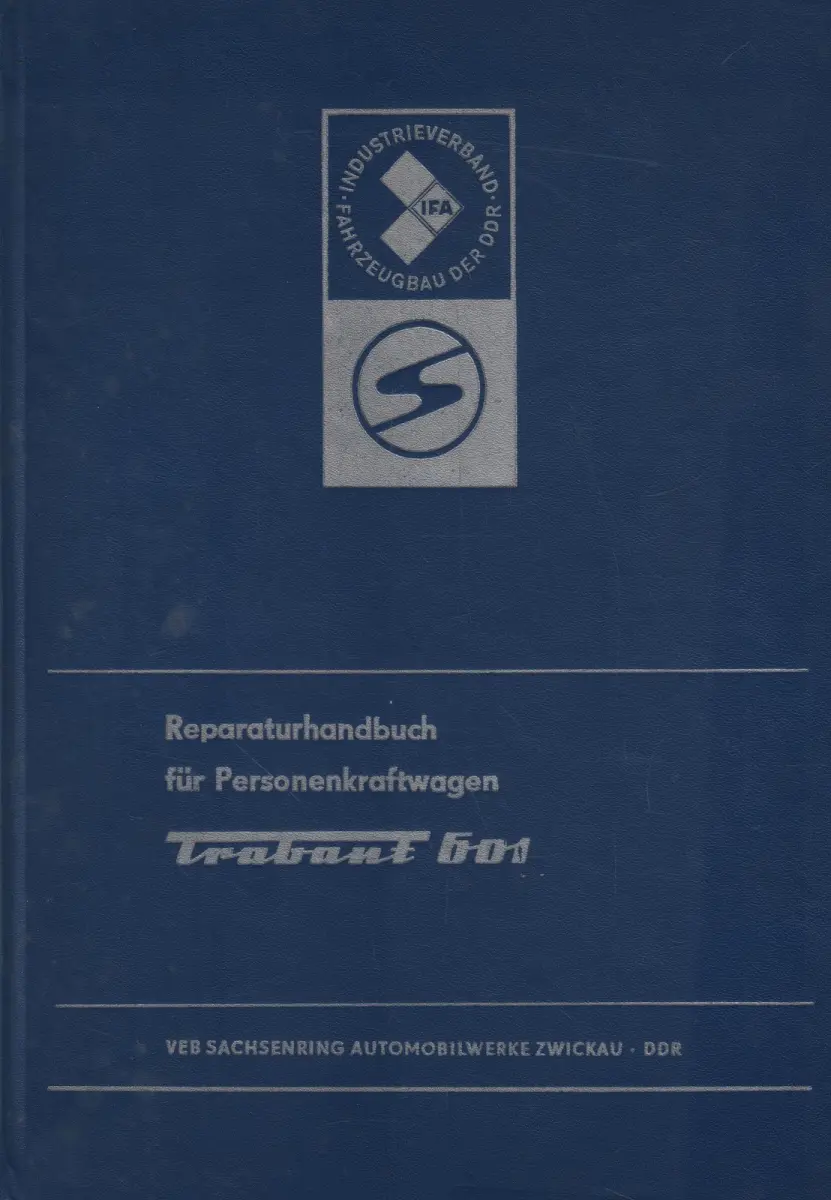 · INDUSTRIEVERBAND ·
FAHRZEUGBAU DER DDR
IFA
S
Reparaturhandbuch
für Personenkraftwagen
Trabant 601
VEB SACHSENRING AUTOMOBILWERKE ZWICKAU · DDR